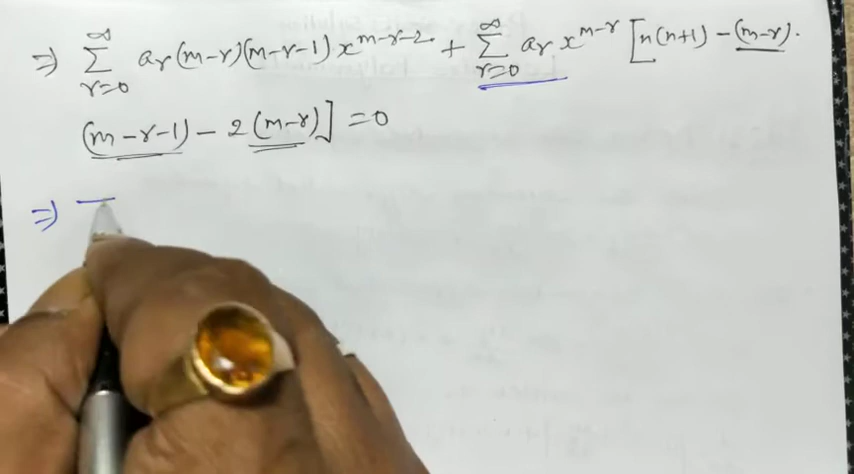 ⇒ ∑_{r=0}^{∞} a_r (m-r)(m-r-1) x^{m-r-2} + ∑_{r=0}^{∞} a_r x^{m-r} [n(n+1) - (m-r).
(m-r-1) - 2(m-r)] = 0
⇒